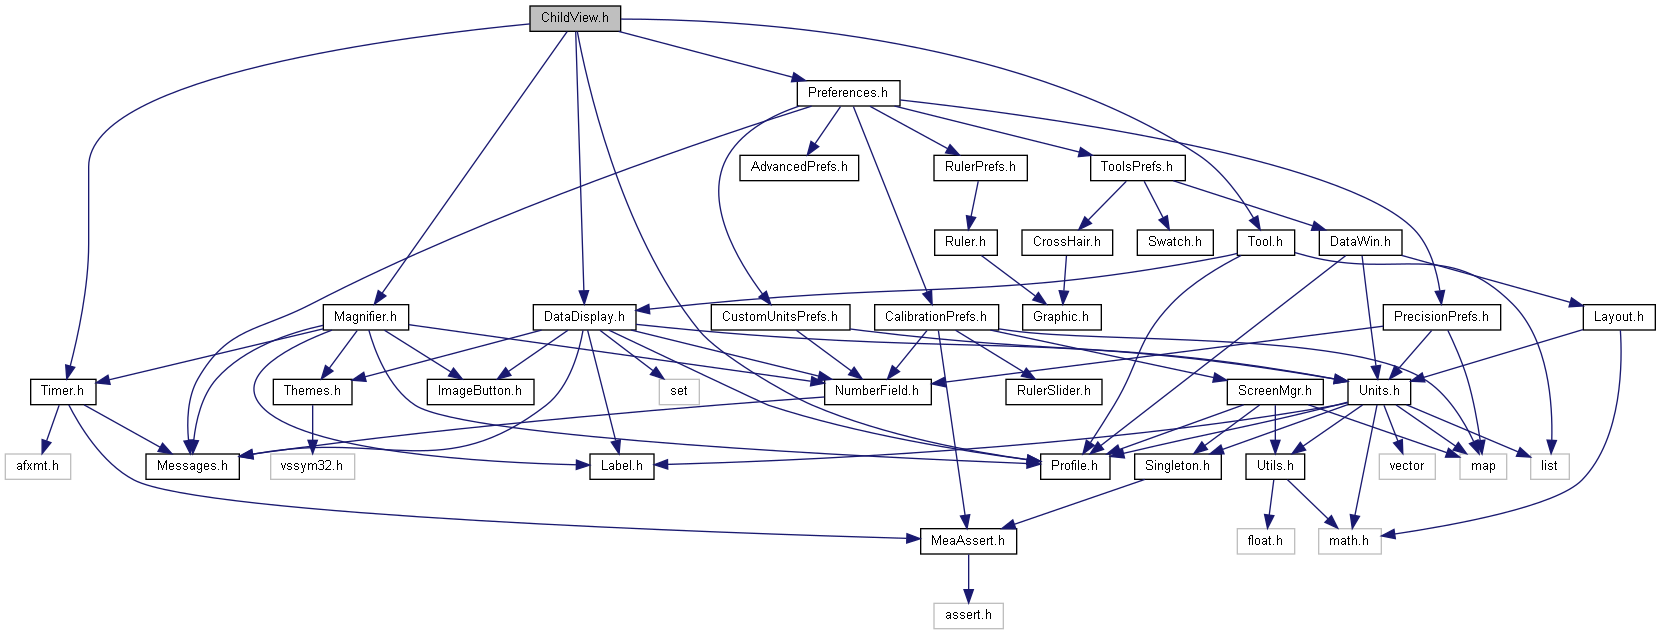 ChildView.h
Preferences.h
AdvancedPrefs.h
RulerPrefs.h
ToolsPrefs.h
Ruler.h
CrossHair.h
Swatch.h
Tool.h
DataWin.h
Magnifier.h
DataDisplay.h
CustomUnitsPrefs.h
CalibrationPrefs.h
Graphic.h
PrecisionPrefs.h
Layout.h
Timer.h
Themes.h
ImageButton.h
set
NumberField.h
RulerSlider.h
ScreenMgr.h
Units.h
afxmt.h
Messages.h
vssym32.h
Label.h
Profile.h
Singleton.h
Utils.h
vector
map
list
MeaAssert.h
float.h
math.h
assert.h